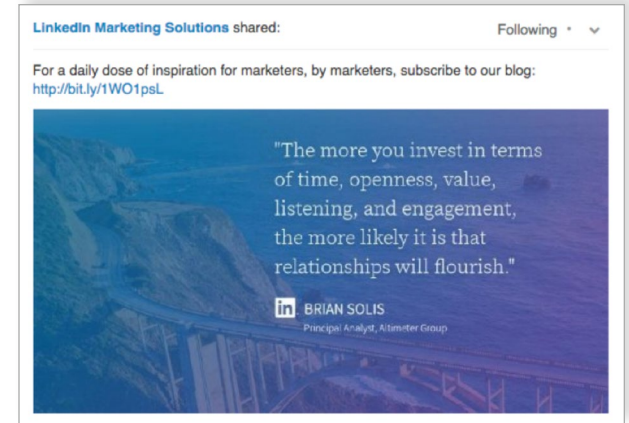 LinkedIn Marketing Solutions shared:
Following
For a daily dose of inspiration for marketers, by marketers, subscribe to our blog:
http://bit.ly/1WO1psL
"The more you invest in terms
of time, openness, value,
listening, and engagement,
the more likely it is that
relationships will flourish."
in BRIAN SOLIS
Principal Analyst, Altimeter Group